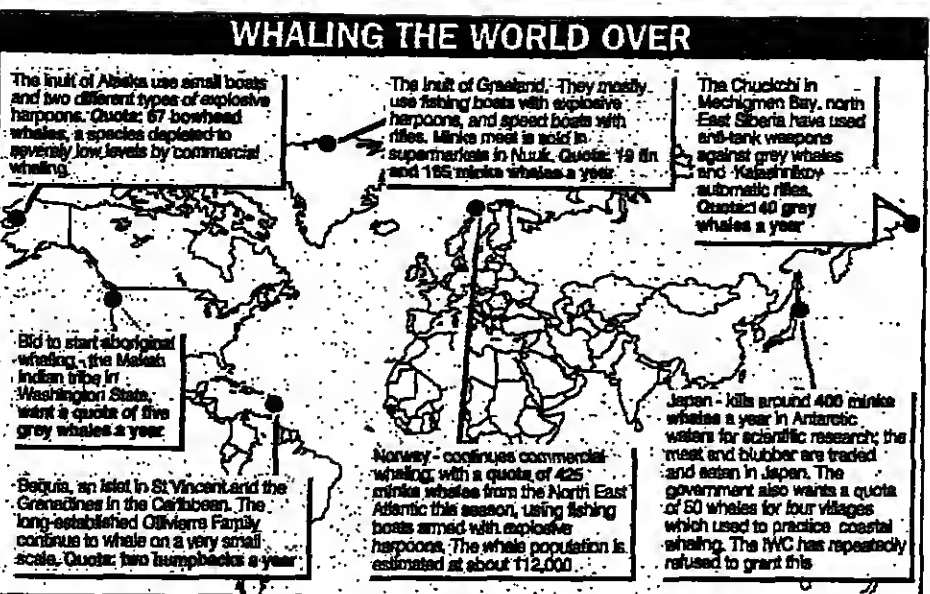 WHALING THE WORLD OVER
The Inuit of Alaska use small boats
and two different types of explosive
harpoons. Quota: 67 bowhead
whales, a species depleted to
severely low levels by commercial
whaling
The Inuit of Greeland. They mostly
use fishing boats with explosive
harpoons, and speed boats with
rifles. Minke meet is sold in
supermarkets in Nuuk. Quota: 19 fin
and 165 minke whales a year
The Chuckchi in
Mechigmen Bay, north
East Siberia have used
anti-tank weapons
against grey whales
and Kalashnikov
automatic rifles.
Quota:140 grey
whales a year
Bid to start aboriginal
whaling - the Makah
Indian tribe in
Washington State,
want a quota of five
grey whales a year
Bequia, an islet in St Vincent and the
Grenadines in the Caribbean. The
long-established Ollivierre Family
continue to whale on a very small
scale. Quota: two humpbacks a year
Norway - continues commercial
whaling, with a quota of 425
minke whales from the North East
Atlantic this season, using fishing
boats armed with explosive
harpoons. The whale population is
estimated at about 112,000
Japan - kills around 400 minke
whales a year in Antarctic
waters for scientific research; the
meat and blubber are traded
and eatan in Japan. The
government also wants a quota
of 50 whales for four villages
which used to practice coastal
whaling. The IWC has repeatedly
refused to grant this